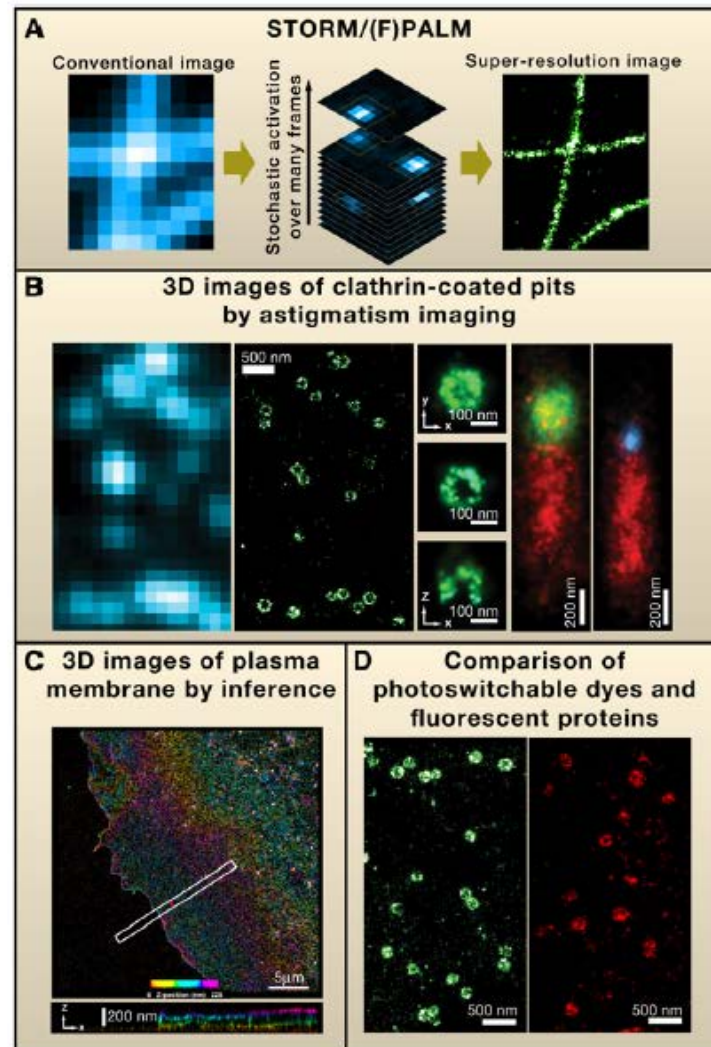 A
STORM/(F)PALM
Conventional image
Stochastic activation
over many frames
Super-resolution image
B
3D images of clathrin-coated pits
by astigmatism imaging
500 nm
y
x
100 nm
100 nm
z
x
100 nm
200 nm
200 nm
C
3D images of plasma
membrane by inference
Z position (nm)
5μm
z
x
200 nm
D
Comparison of
photoswitchable dyes and
fluorescent proteins
500 nm
500 nm